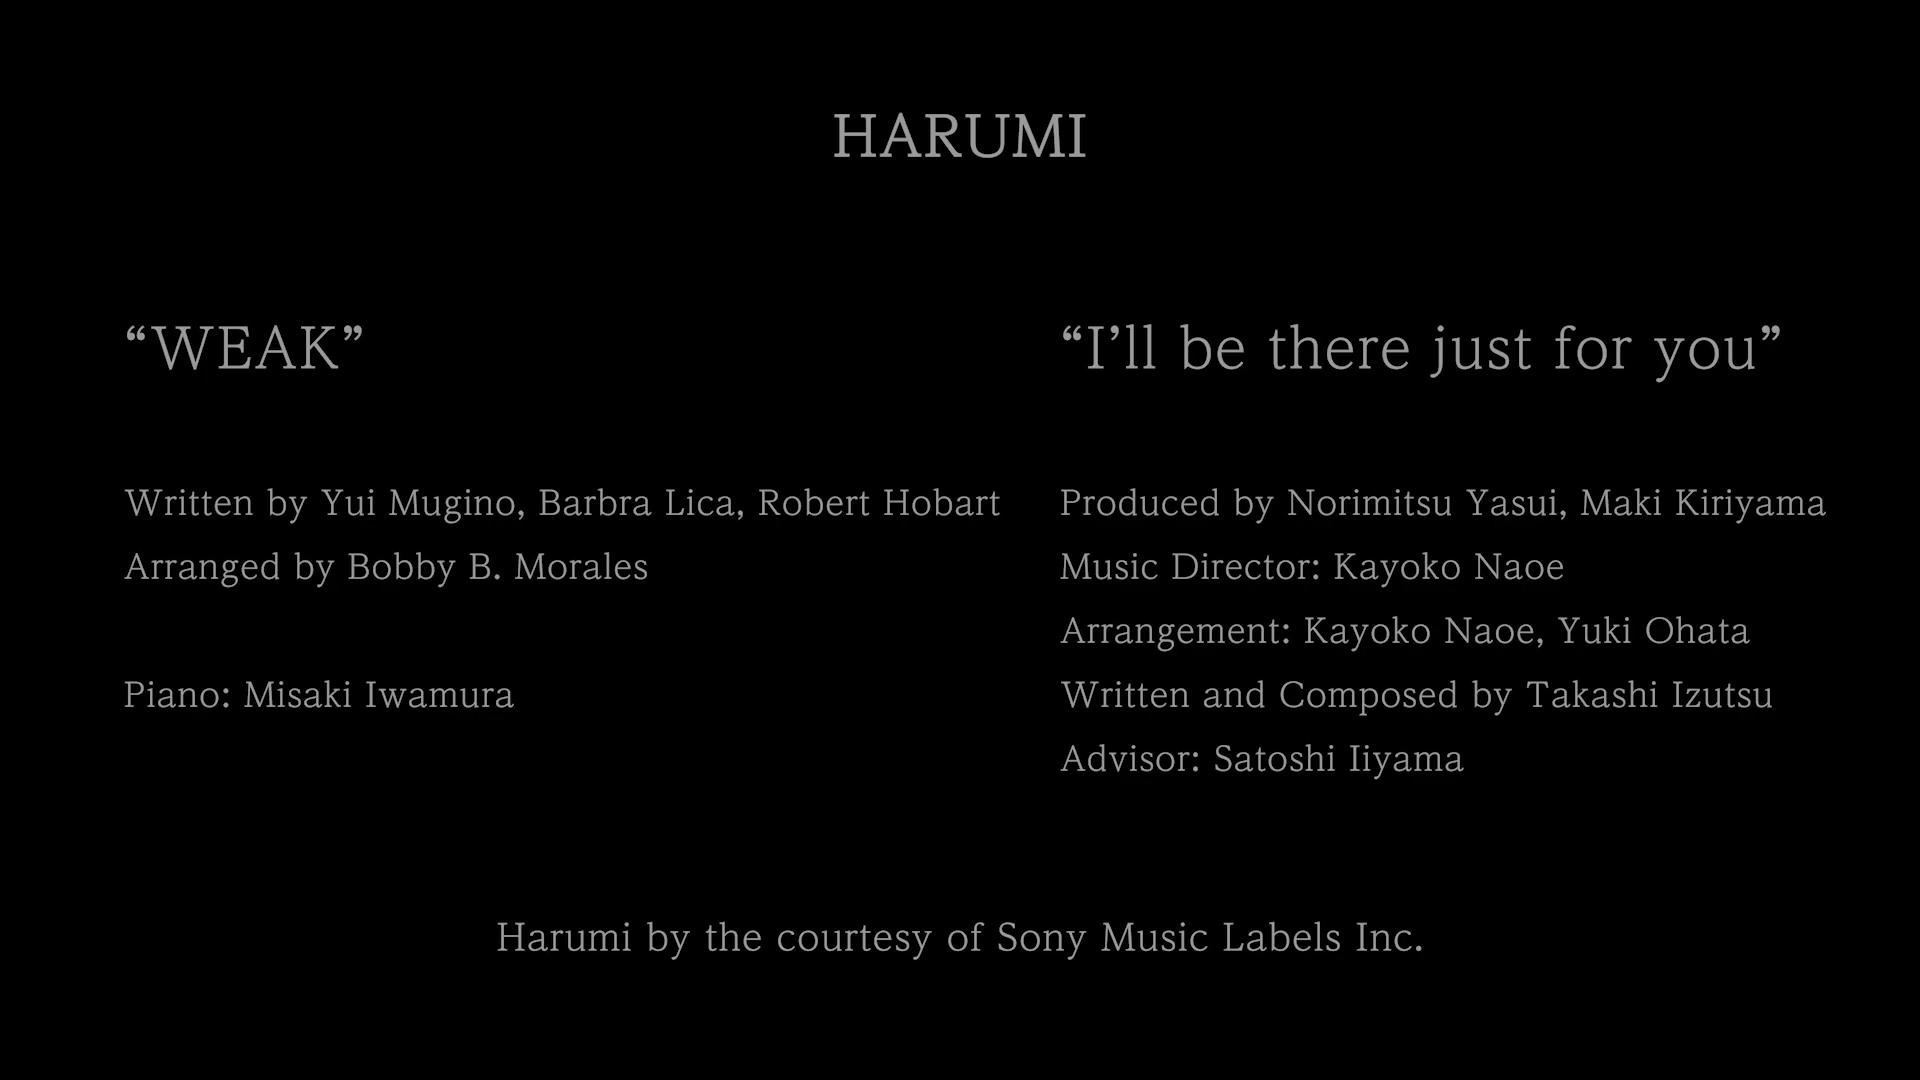 HARUMI
“WEAK”
Written by Yui Mugino, Barbra Lica, Robert Hobart
Arranged by Bobby B. Morales
Piano: Misaki Iwamura
“I’ll be there just for you”
Produced by Norimitsu Yasui, Maki Kiriyama
Music Director: Kayoko Naoe
Arrangement: Kayoko Naoe, Yuki Ohata
Written and Composed by Takashi Izutsu
Advisor: Satoshi Iiyama
Harumi by the courtesy of Sony Music Labels Inc.